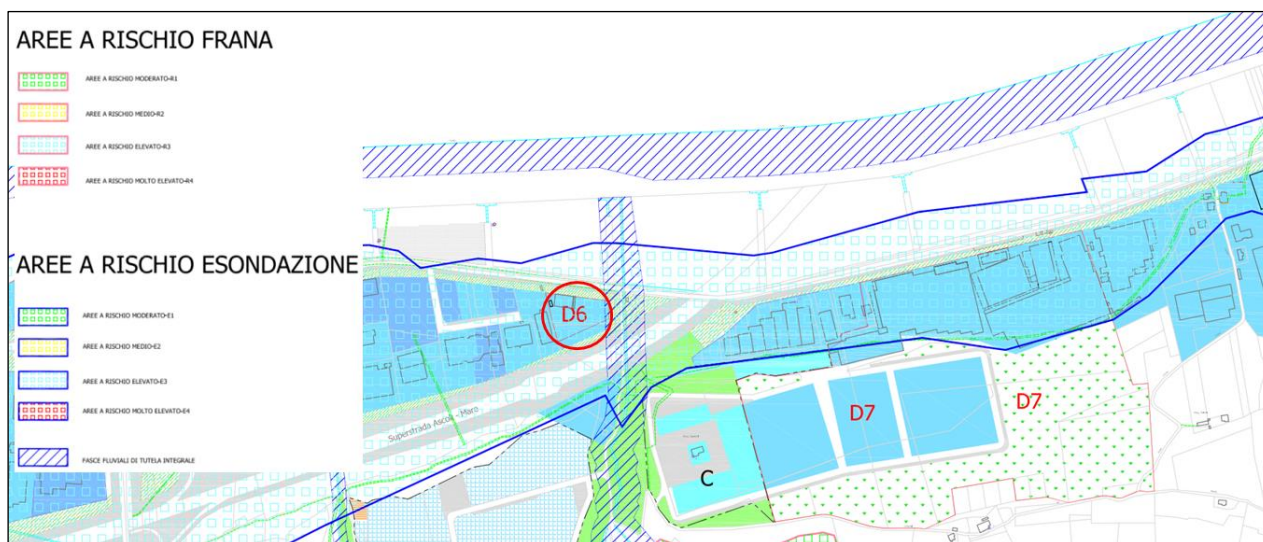 AREE A RISCHIO FRANA
AREE A RISCHIO MODERATO-R1
AREE A RISCHIO MEDIO-R2
AREE A RISCHIO ELEVATO-R3
AREE A RISCHIO MOLTO ELEVATO-R4
AREE A RISCHIO ESONDAZIONE
AREE A RISCHIO MODERATO-E1
AREE A RISCHIO MEDIO-E2
AREE A RISCHIO ELEVATO-E3
AREE A RISCHIO MOLTO ELEVATO-E4
FASCE FLUVIALI DI TUTELA INTEGRALE
D6
Superstrada Ascoa - Mare
D7
D7
C